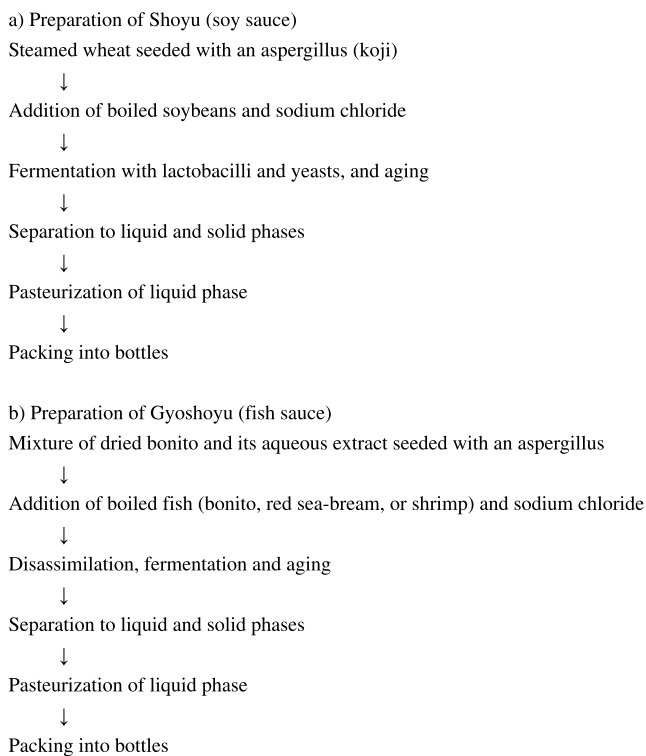 a) Preparation of Shoyu (soy sauce)
Steamed wheat seeded with an aspergillus (koji)
↓
Addition of boiled soybeans and sodium chloride
↓
Fermentation with lactobacilli and yeasts, and aging
↓
Separation to liquid and solid phases
↓
Pasteurization of liquid phase
↓
Packing into bottles
b) Preparation of Gyoshoyu (fish sauce)
Mixture of dried bonito and its aqueous extract seeded with an aspergillus
↓
Addition of boiled fish (bonito, red sea-bream, or shrimp) and sodium chloride
↓
Disassimilation, fermentation and aging
↓
Separation to liquid and solid phases
↓
Pasteurization of liquid phase
↓
Packing into bottles